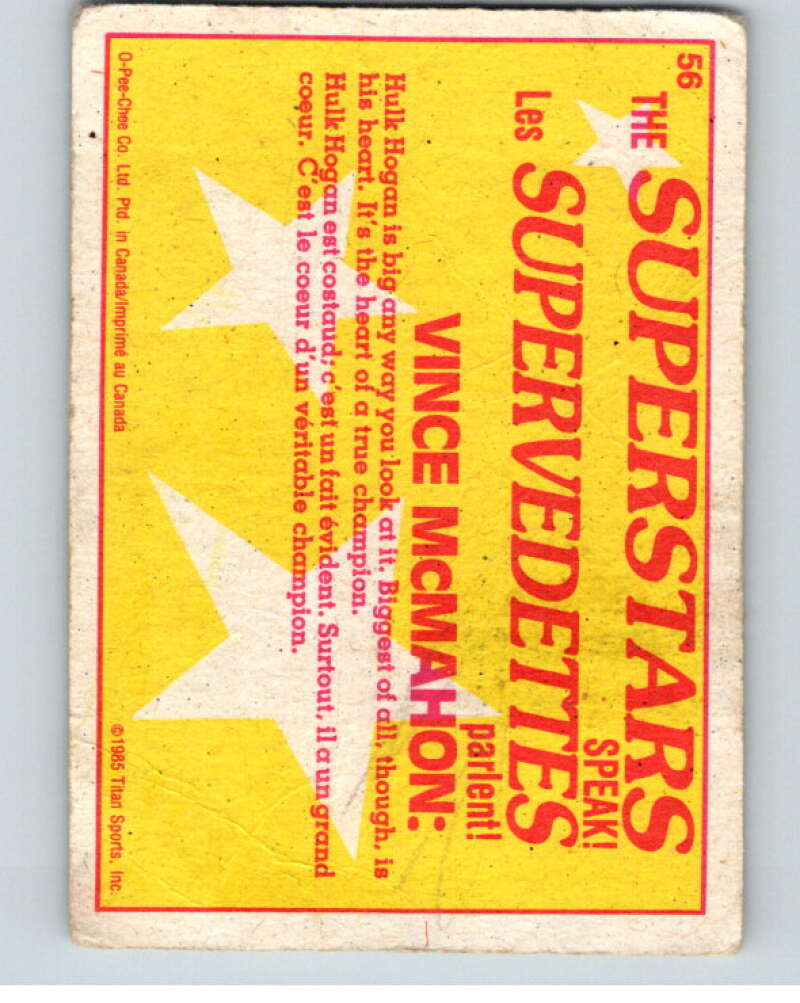 56
THE SUPERSTARS
SPEAK!
Les SUPERVEDETTES
parlent!
VINCE McMAHON:
Hulk Hogan is big any way you look at it. Biggest of all, though, is
his heart. It's the heart of a true champion.
Hulk Hogan est costaud; c'est un fait évident. Surtout, il a un grand
coeur. C'est le coeur d'un véritable champion.
O-Pee-Chee Co. Ltd. Ptd. in Canada/Imprimé au Canada
©1985 Titan Sports, Inc.